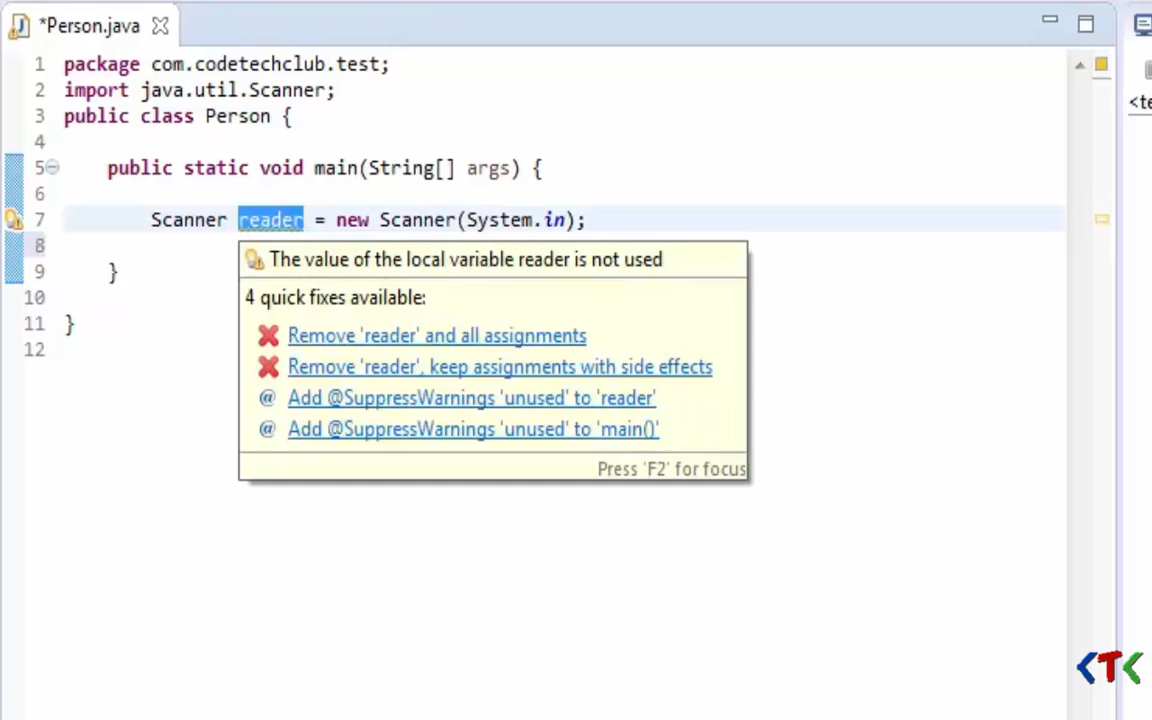 *Person.java
1 package com.codetechclub.test;
2 import java.util.Scanner;
3 public class Person {
4
5 public static void main(String[] args) {
6
7 Scanner reader = new Scanner(System.in);
8
The value of the local variable reader is not used
9 }
4 quick fixes available:
10
11 }
Remove 'reader' and all assignments
12
Remove 'reader', keep assignments with side effects
@ Add @SuppressWarnings 'unused' to 'reader'
@ Add @SuppressWarnings 'unused' to 'main()'
Press 'F2' for focus
<te
CTC